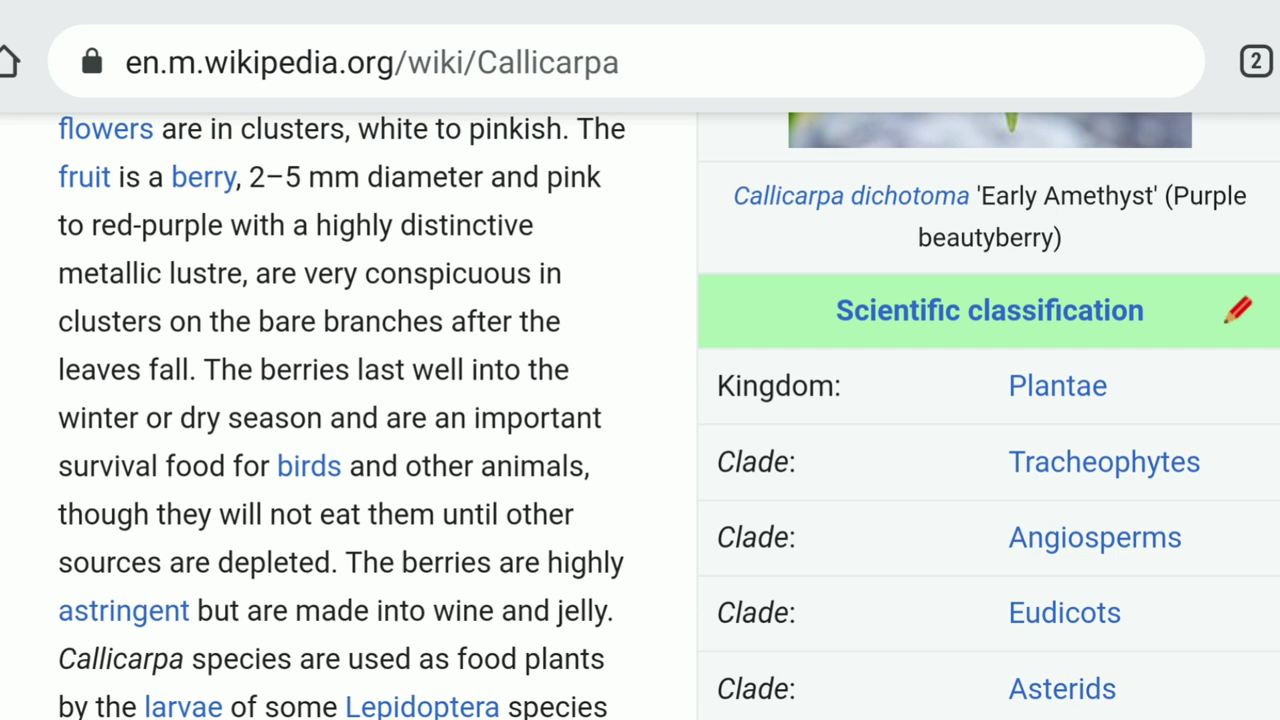 en.m.wikipedia.org/wiki/Callicarpa
2
flowers are in clusters, white to pinkish. The
fruit is a berry, 2–5 mm diameter and pink
to red-purple with a highly distinctive
metallic lustre, are very conspicuous in
clusters on the bare branches after the
leaves fall. The berries last well into the
winter or dry season and are an important
survival food for birds and other animals,
though they will not eat them until other
sources are depleted. The berries are highly
astringent but are made into wine and jelly.
Callicarpa species are used as food plants
by the larvae of some Lepidoptera species
Callicarpa dichotoma 'Early Amethyst' (Purple
beautyberry)
Scientific classification
Kingdom: Plantae
Clade: Tracheophytes
Clade: Angiosperms
Clade: Eudicots
Clade: Asterids